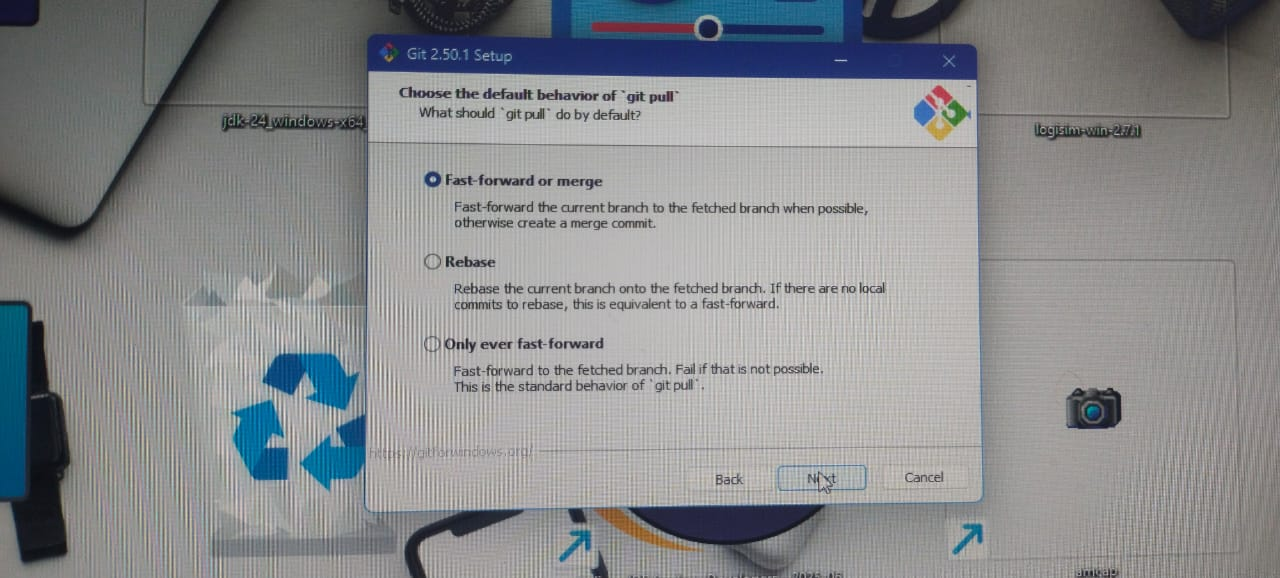 Git 2.50.1 Setup
Choose the default behavior of `git pull`
What should `git pull` do by default?
jdk-24_windows-x64_
logisim-win-2.7.1
Fast-forward or merge
Fast-forward the current branch to the fetched branch when possible,
otherwise create a merge commit.
Rebase
Rebase the current branch onto the fetched branch. If there are no local
commits to rebase, this is equivalent to a fast-forward.
Only ever fast-forward
Fast-forward to the fetched branch. Fail if that is not possible.
This is the standard behavior of `git pull`.
https://gitforwindows.org/
Back
Next
Cancel
amcap